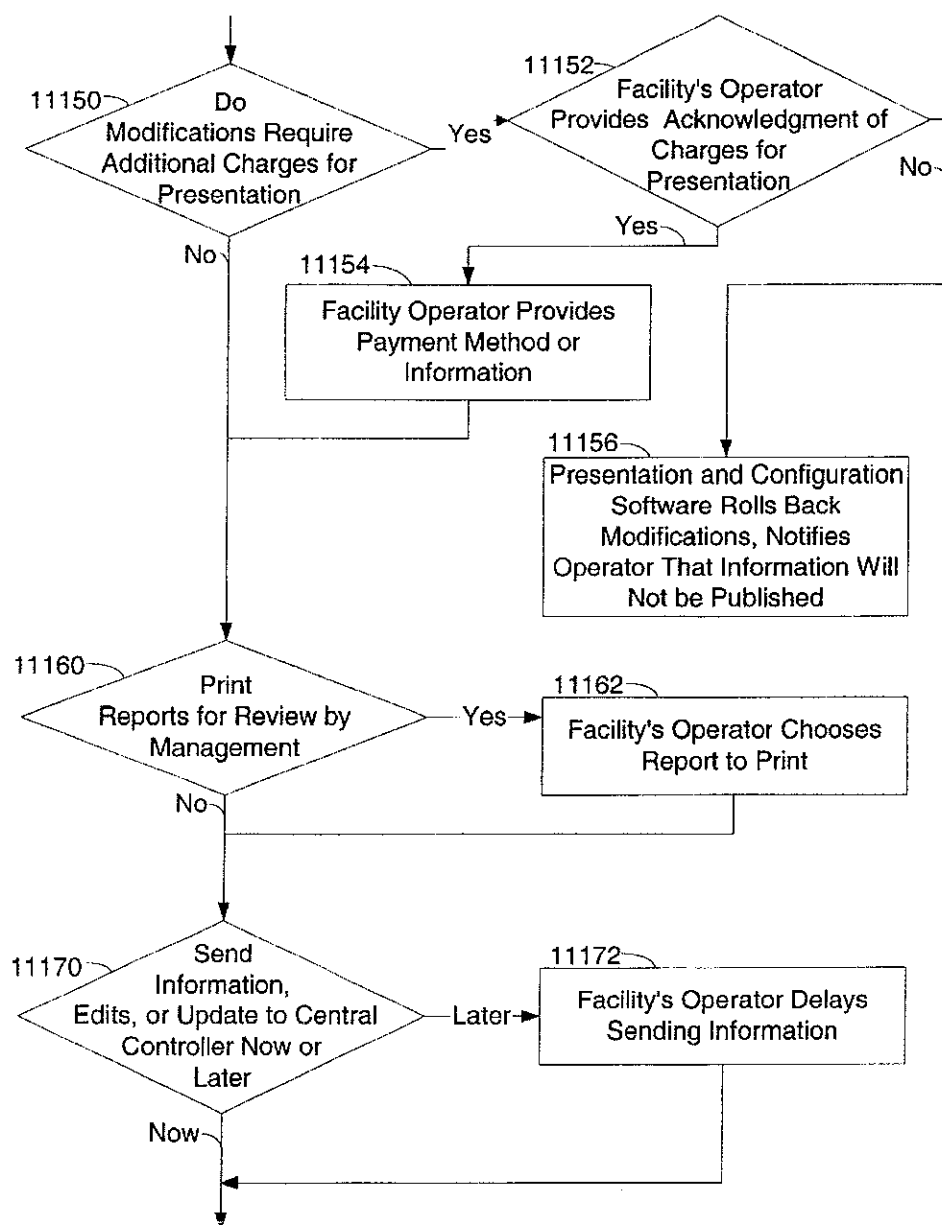 11150
Do
Modifications Require
Additional Charges for
Presentation
Yes
No
11152
Facility's Operator
Provides Acknowledgment of
Charges for
Presentation
No
Yes
11154
Facility Operator Provides
Payment Method or
Information
11156
Presentation and Configuration
Software Rolls Back
Modifications, Notifies
Operator That Information Will
Not be Published
11160
Print
Reports for Review by
Management
Yes
No
11162
Facility's Operator Chooses
Report to Print
11170
Send
Information,
Edits, or Update to Central
Controller Now or
Later
Later
Now
11172
Facility's Operator Delays
Sending Information